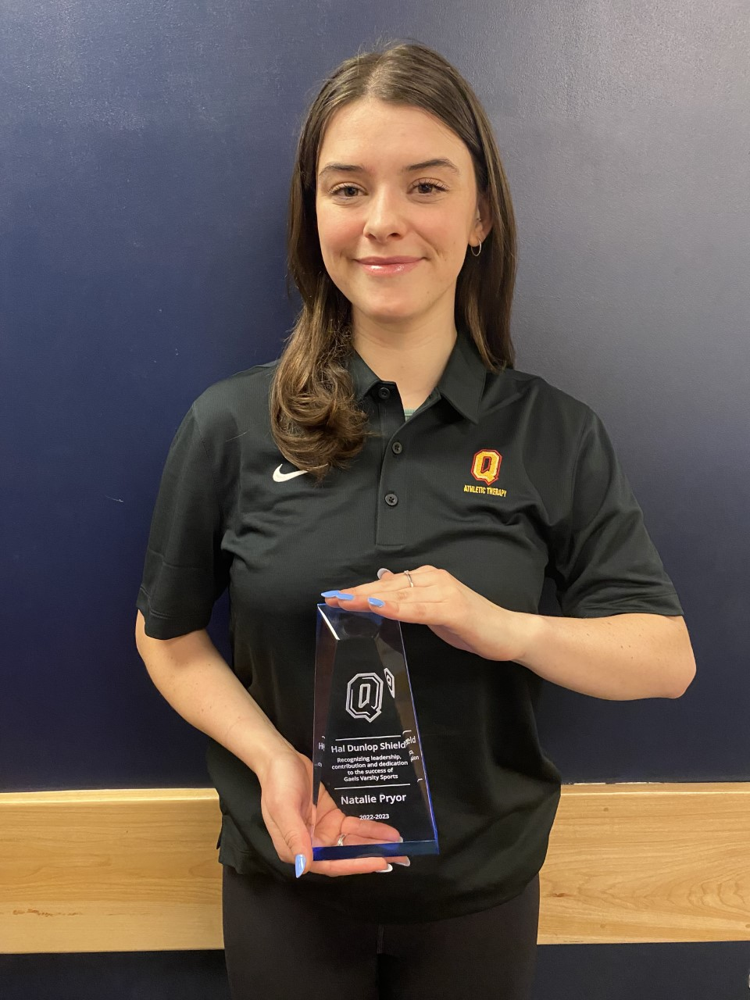 Q
ATHLETIC THERAPY
Q
Hal Dunlop Shield
Recognizing leadership,
contribution and dedication
to the success of
Gaels Varsity Sports
Natalie Pryor
2022-2023